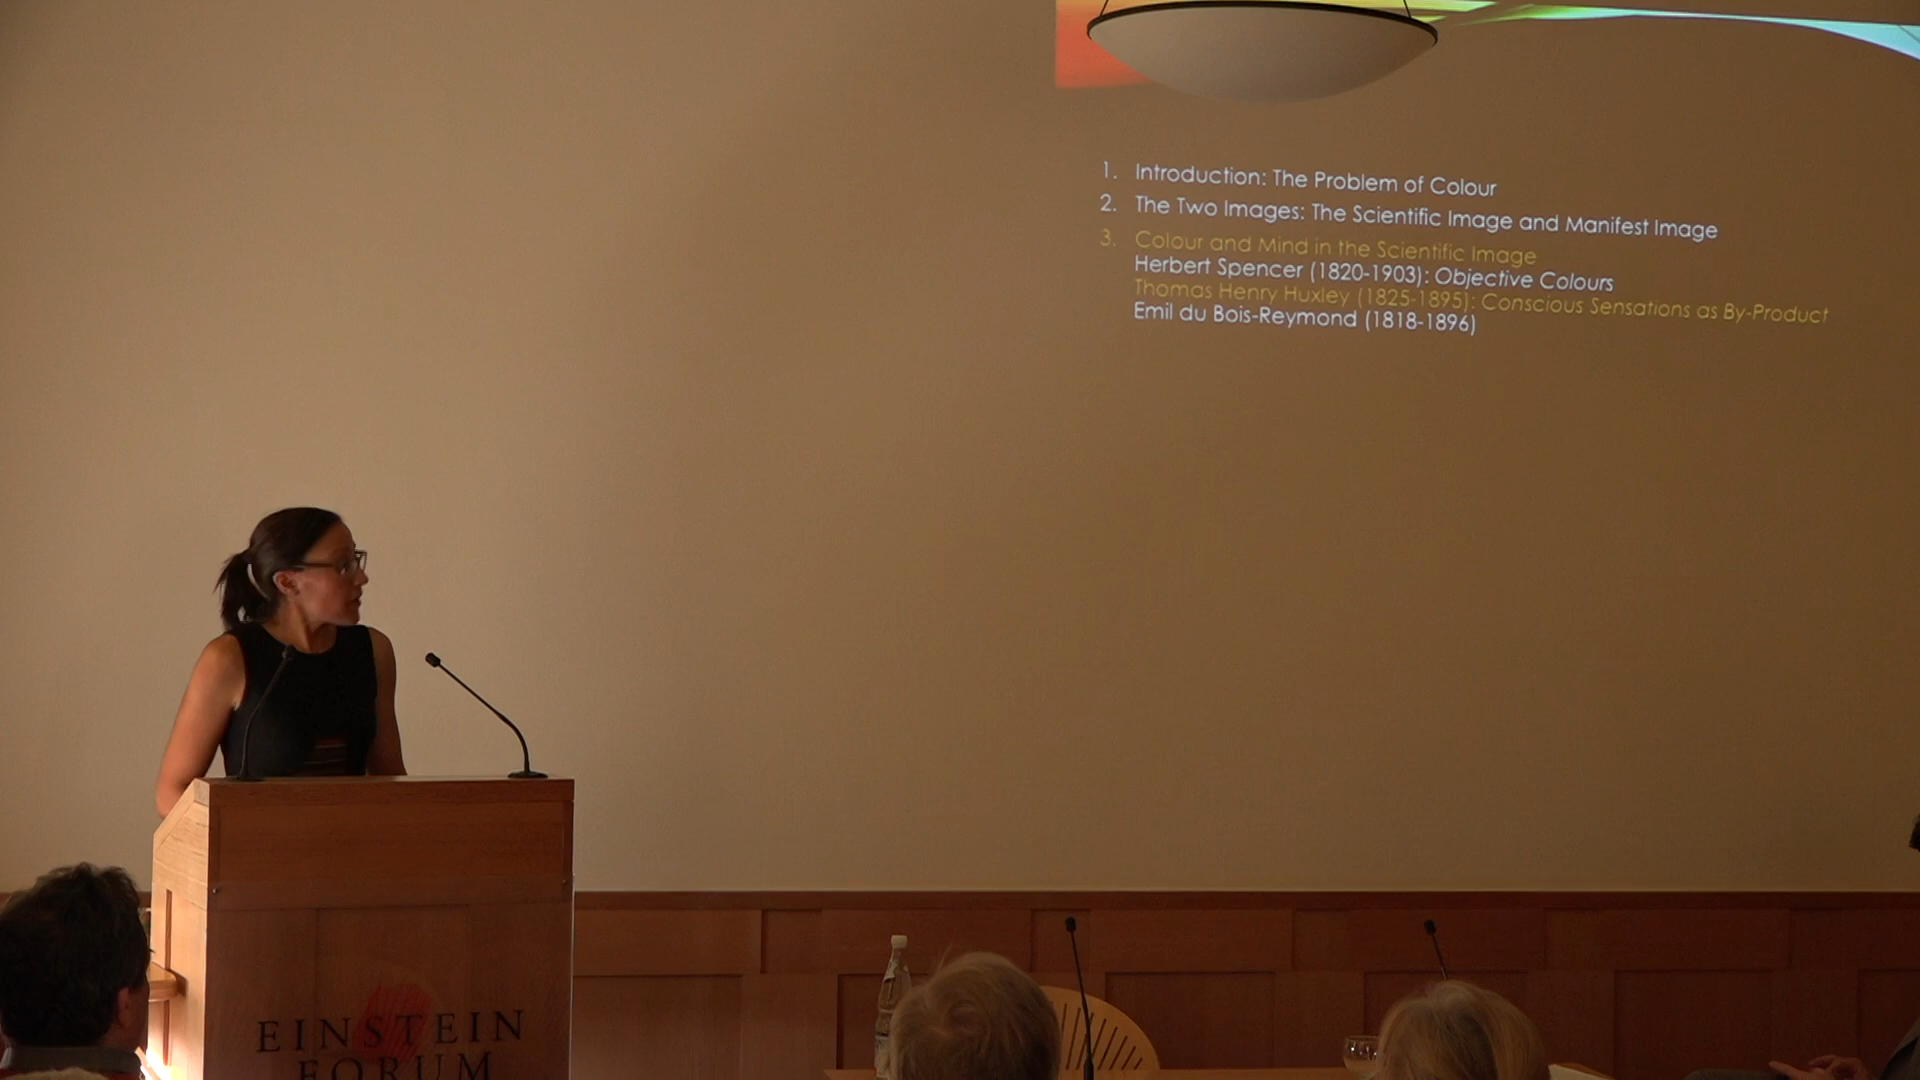 1. Introduction: The Problem of Colour
2. The Two Images: The Scientific Image and Manifest Image
3. Colour and Mind in the Scientific Image
Herbert Spencer (1820-1903): Objective Colours
Thomas Henry Huxley (1825-1895): Conscious Sensations as By-Product
Emil du Bois-Reymond (1818-1896)
EINSTEIN
FORUM